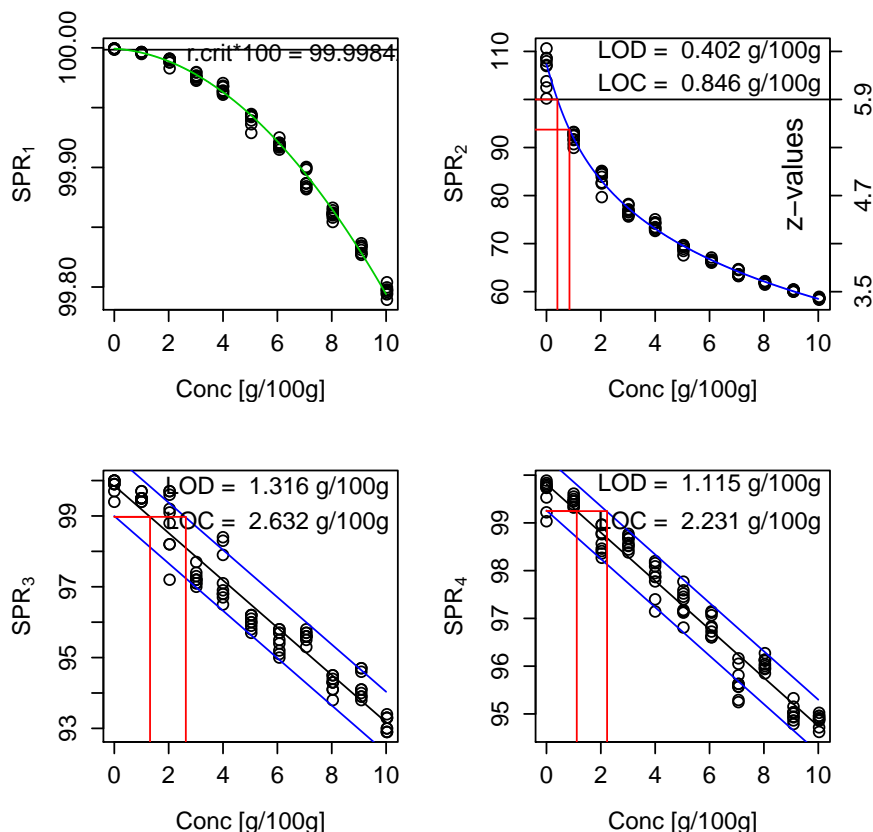 r.crit*100 = 99.9984
100.00
99.90
99.80
SPR1
0 2 4 6 8 10
Conc [g/100g]
LOD = 0.402 g/100g
LOC = 0.846 g/100g
110
90
80
70
60
SPR2
5.9
4.7
3.5
z−values
0 2 4 6 8 10
Conc [g/100g]
LOD = 1.316 g/100g
LOC = 2.632 g/100g
99
97
95
93
SPR3
0 2 4 6 8 10
Conc [g/100g]
LOD = 1.115 g/100g
LOC = 2.231 g/100g
99
98
97
96
95
SPR4
0 2 4 6 8 10
Conc [g/100g]